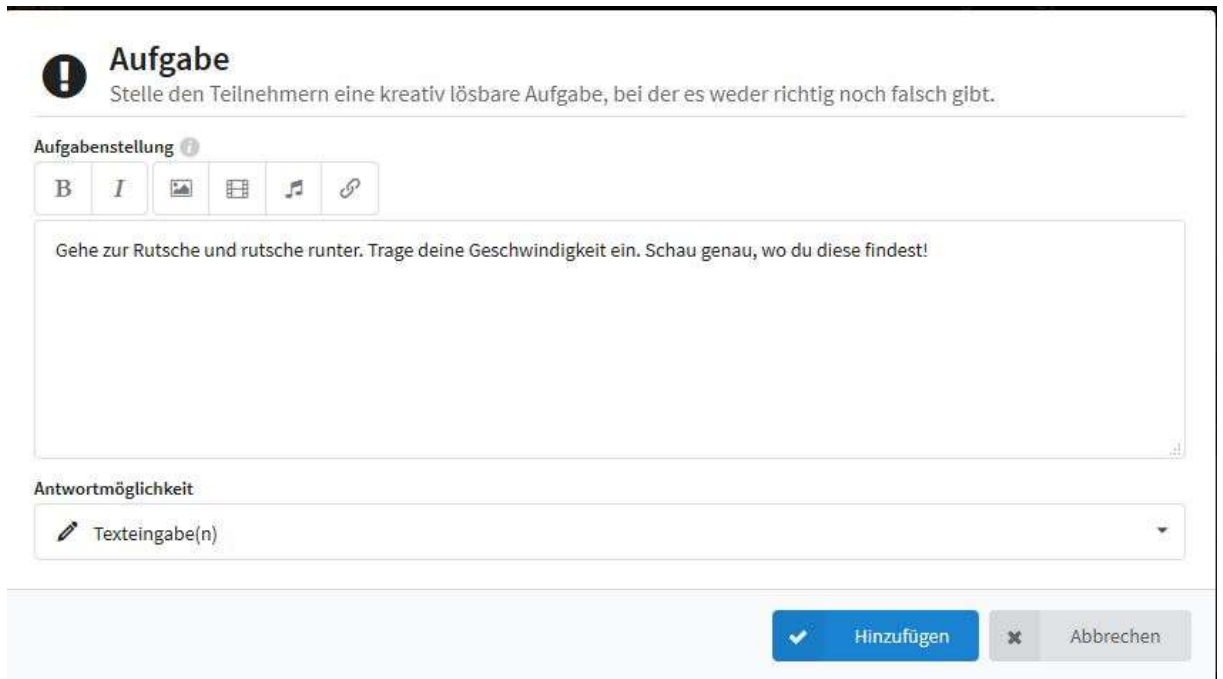 Aufgabe
Stelle den Teilnehmern eine kreativ lösbare Aufgabe, bei der es weder richtig noch falsch gibt.
Aufgabenstellung
B I
Gehe zur Rutsche und rutsche runter. Trage deine Geschwindigkeit ein. Schau genau, wo du diese findest!
Antwortmöglichkeit
Texteingabe(n)
Hinzufügen Abbrechen